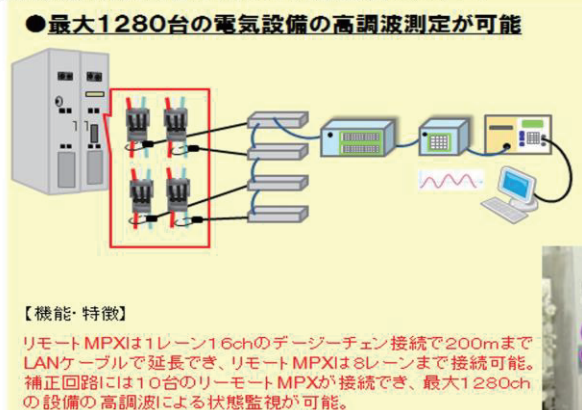 ●最大1280台の電気設備の高調波測定が可能
【機能・特徴】
リモートMPXは1レーン16chのデージーチェン接続で200mまで
LANケーブルで延長でき、リモートMPXは8レーンまで接続可能。
補正回路には10台のリーモートMPXが接続でき、最大1280ch
の設備の高調波による状態監視が可能。